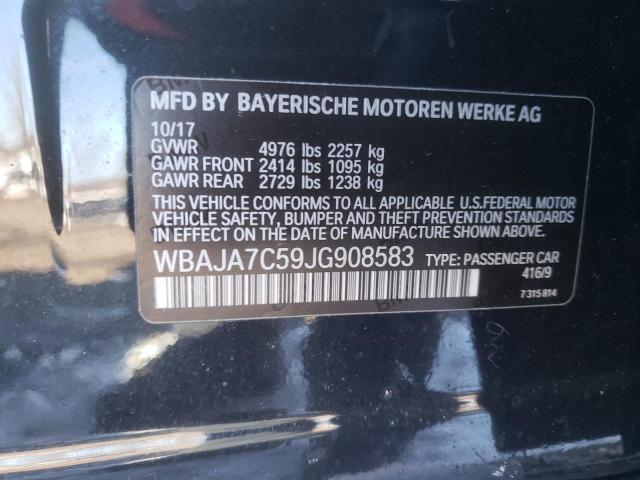 MFD BY BAYERISCHE MOTOREN WERKE AG
10/17
GVWR 4976 lbs 2257 kg
GAWR FRONT 2414 lbs 1095 kg
GAWR REAR 2729 lbs 1238 kg
THIS VEHICLE CONFORMS TO ALL APPLICABLE U.S.FEDERAL MOTOR
VEHICLE SAFETY, BUMPER AND THEFT PREVENTION STANDARDS
IN EFFECT ON THE DATE OF MANUFACTURE SHOWN ABOVE.
WBAJA7C59JG908583 TYPE: PASSENGER CAR
416/9
7315814